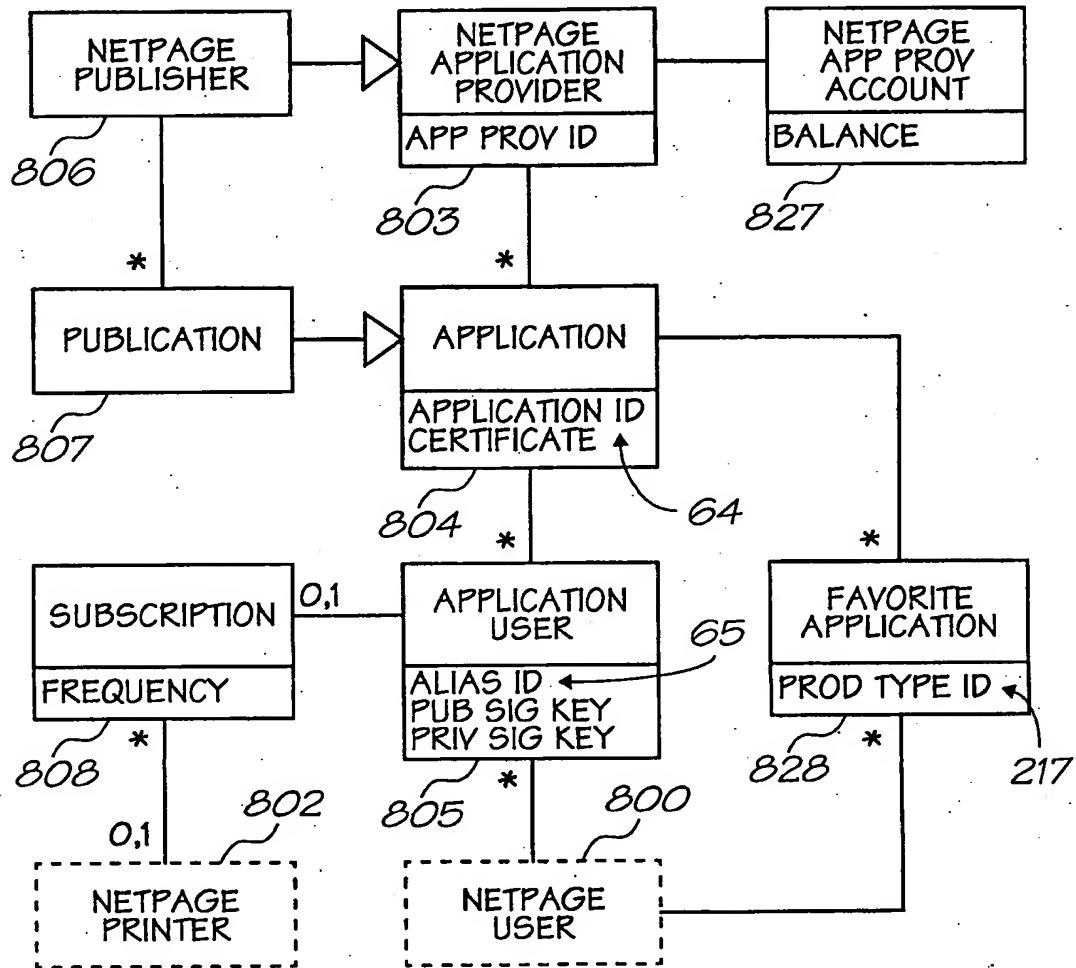 NETPAGE
PUBLISHER
806
NETPAGE
APPLICATION
PROVIDER
APP PROV ID
803
NETPAGE
APP PROV
ACCOUNT
BALANCE
827
*
*
PUBLICATION
807
APPLICATION
APPLICATION ID
CERTIFICATE
804
64
*
*
SUBSCRIPTION
FREQUENCY
808
0,1
APPLICATION
USER
ALIAS ID
PUB SIG KEY
PRIV SIG KEY
805
65
FAVORITE
APPLICATION
PROD TYPE ID
828
217
*
*
*
0,1
802
800
NETPAGE
PRINTER
NETPAGE
USER